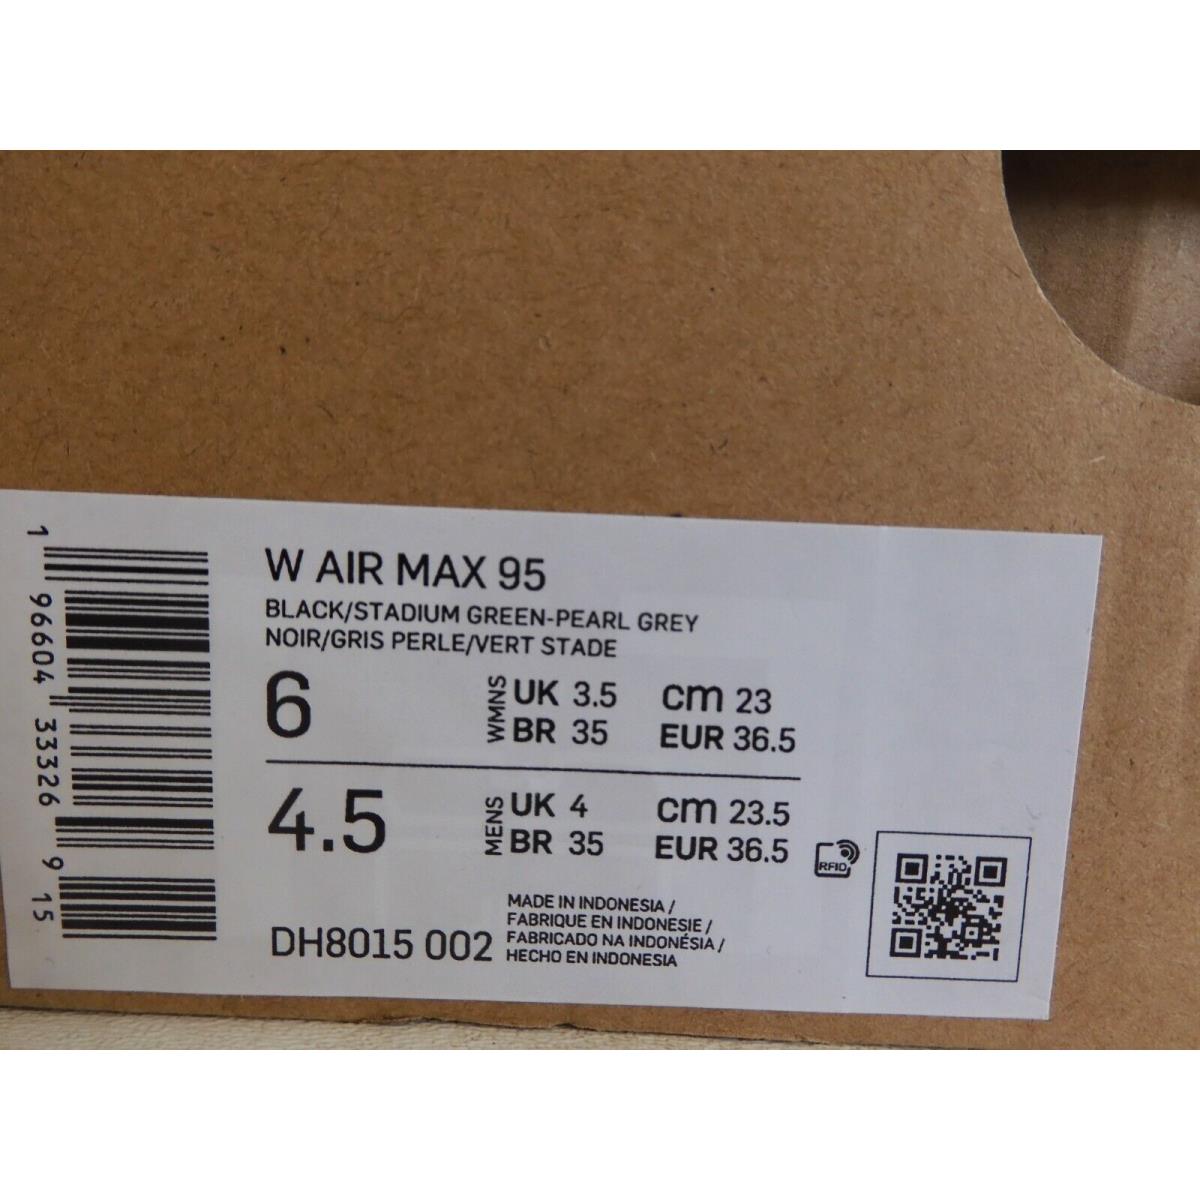 W AIR MAX 95
BLACK/STADIUM GREEN-PEARL GREY
NOIR/GRIS PERLE/VERT STADE
6 WMNS UK 3.5 cm 23
BR 35 EUR 36.5
4.5 MENS UK 4 cm 23.5
BR 35 EUR 36.5
RFID
DH8015 002
MADE IN INDONESIA /
FABRIQUE EN INDONESIE /
FABRICADO NA INDONÉSIA /
HECHO EN INDONESIA
1 96604 33326 9 15